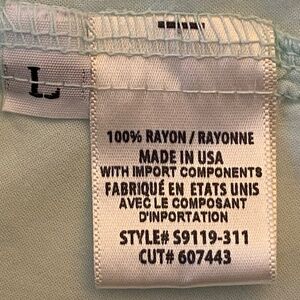 L
100% RAYON / RAYONNE
MADE IN USA
WITH IMPORT COMPONENTS
FABRIQUÉ EN ETATS UNIS
AVEC LE COMPOSANT
D'INPORTATION
STYLE# S9119-311
CUT# 607443